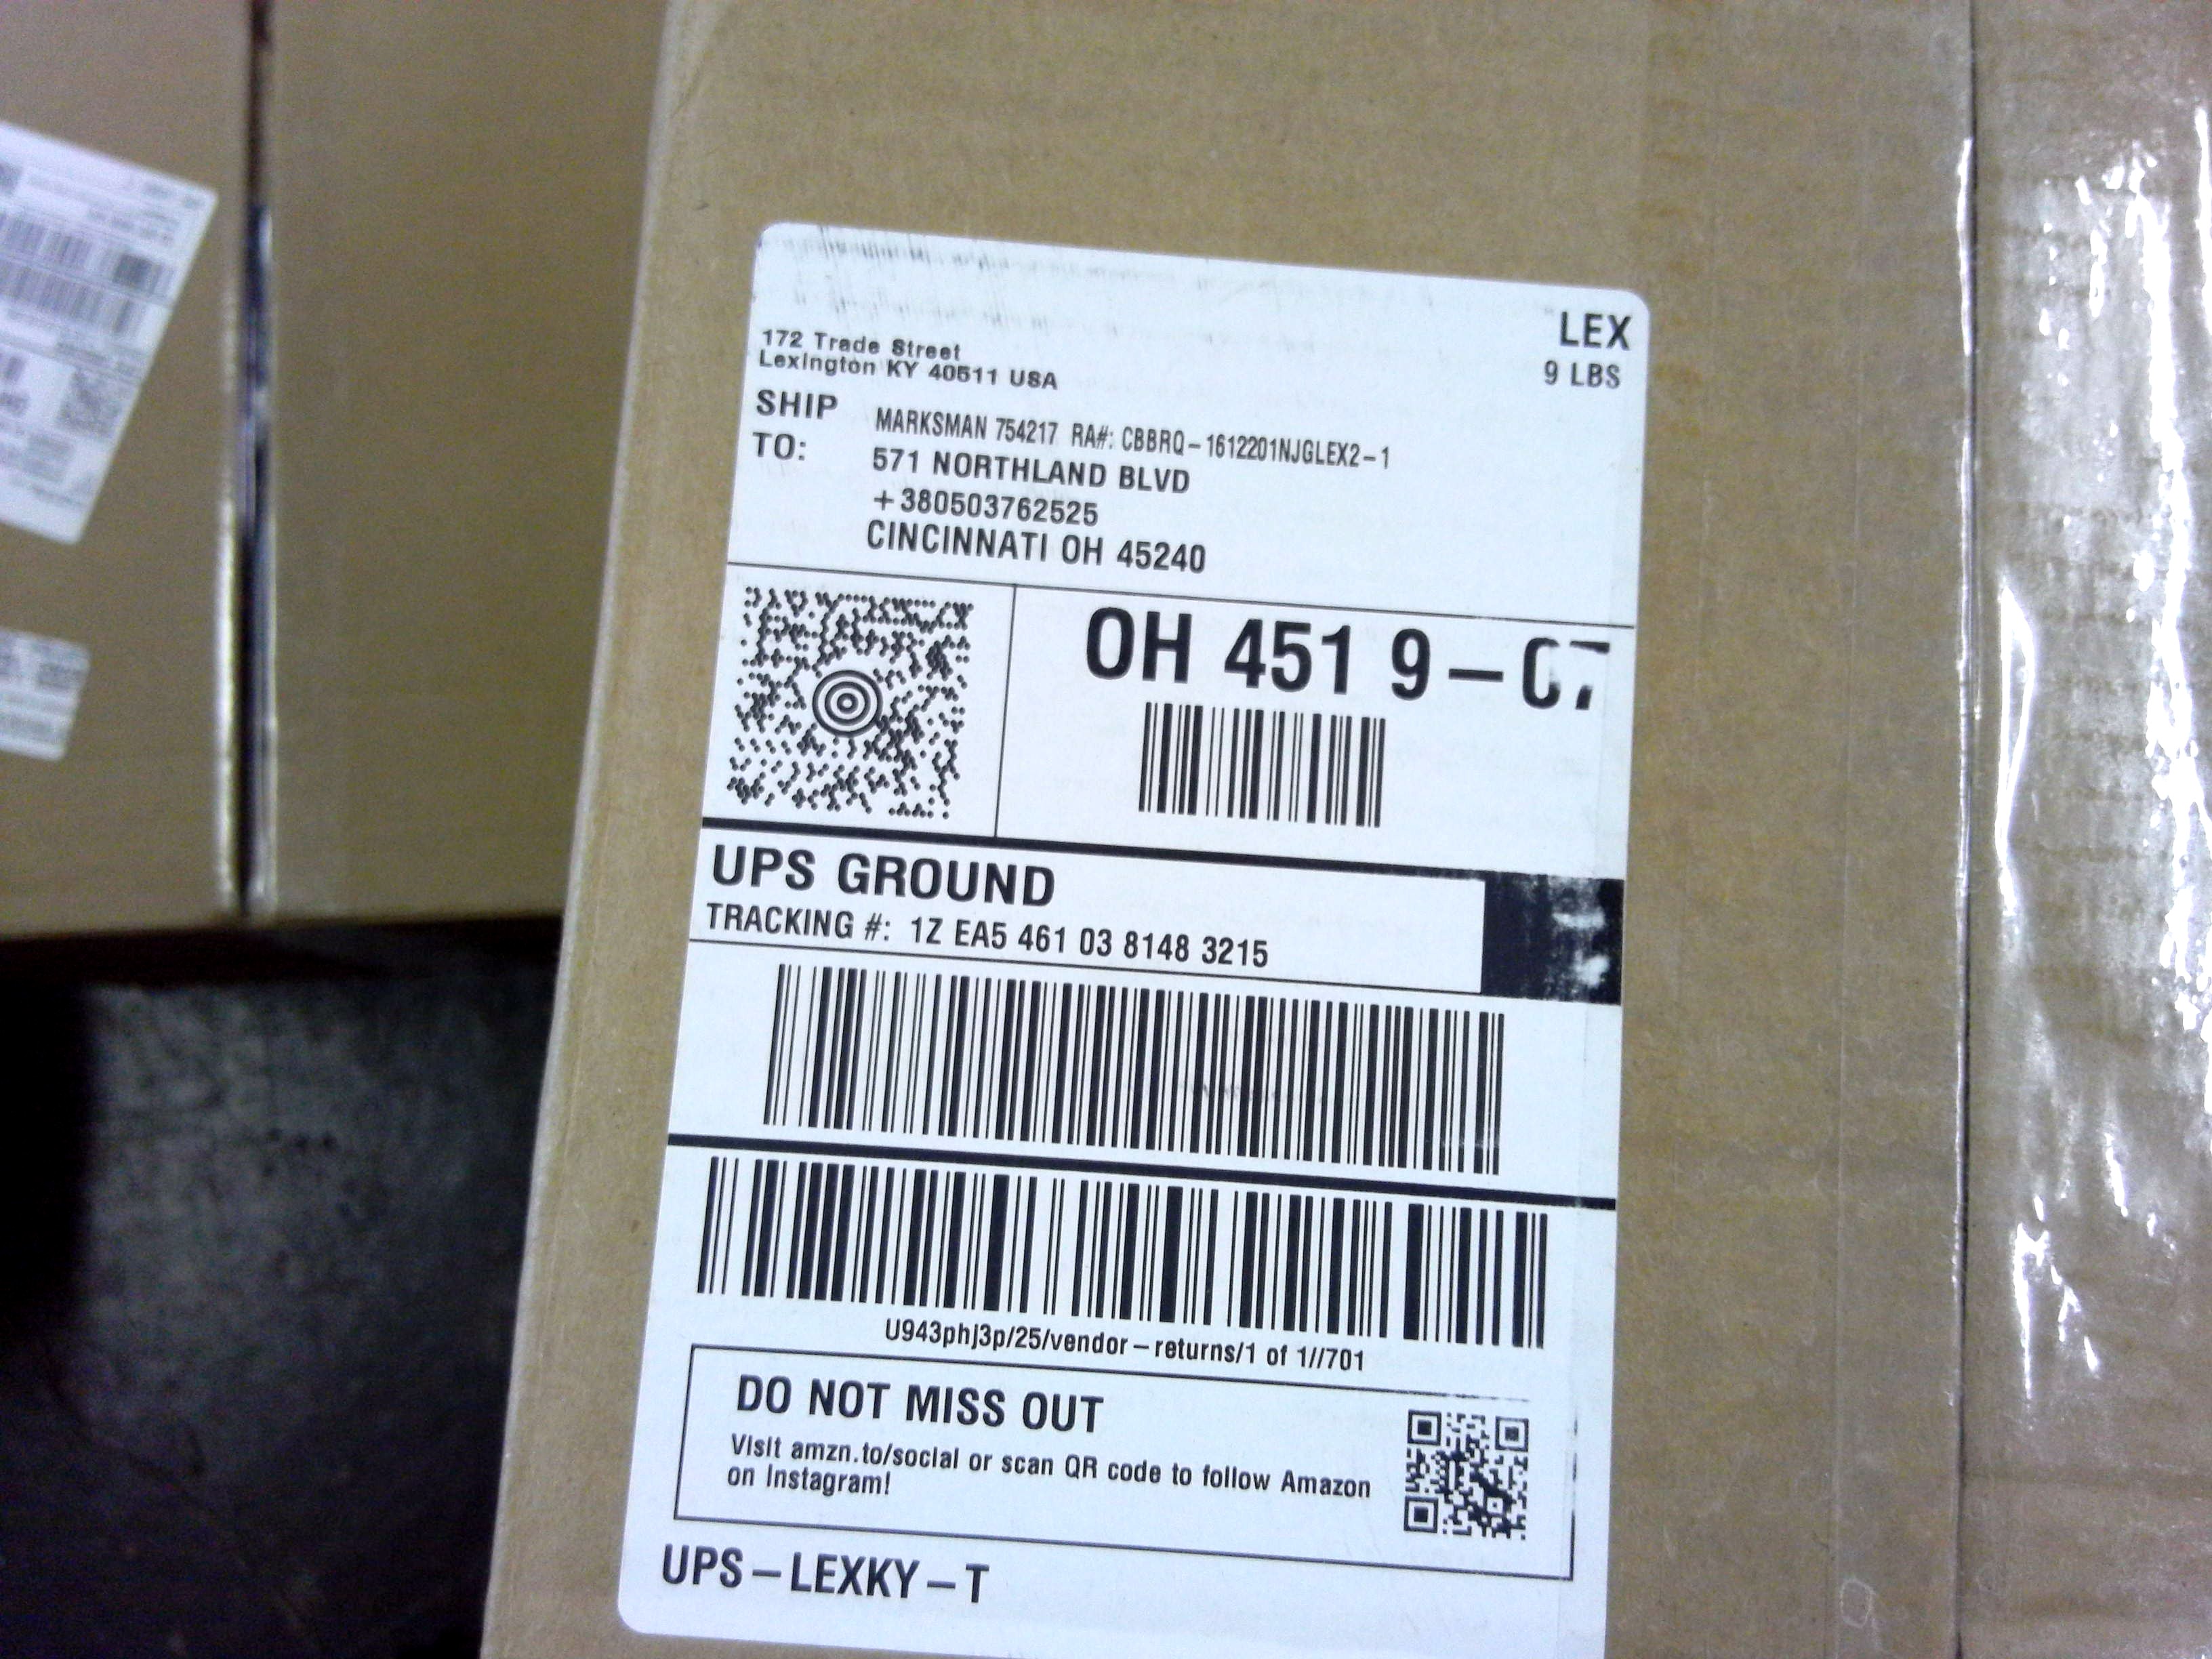 LEX
9 LBS
172 Trade Street
Lexington KY 40511 USA
SHIP TO:
MARKSMAN 754217 RA#: CBBRQ-1612201NJGLEX2-1
571 NORTHLAND BLVD
+380503762525
CINCINNATI OH 45240
OH 451 9-07
UPS GROUND
TRACKING #: 1Z EA5 461 03 8148 3215
U943phj3p/25/vendor-returns/1 of 1//701
DO NOT MISS OUT
Visit amzn.to/social or scan QR code to follow Amazon
on Instagram!
UPS-LEXKY-T